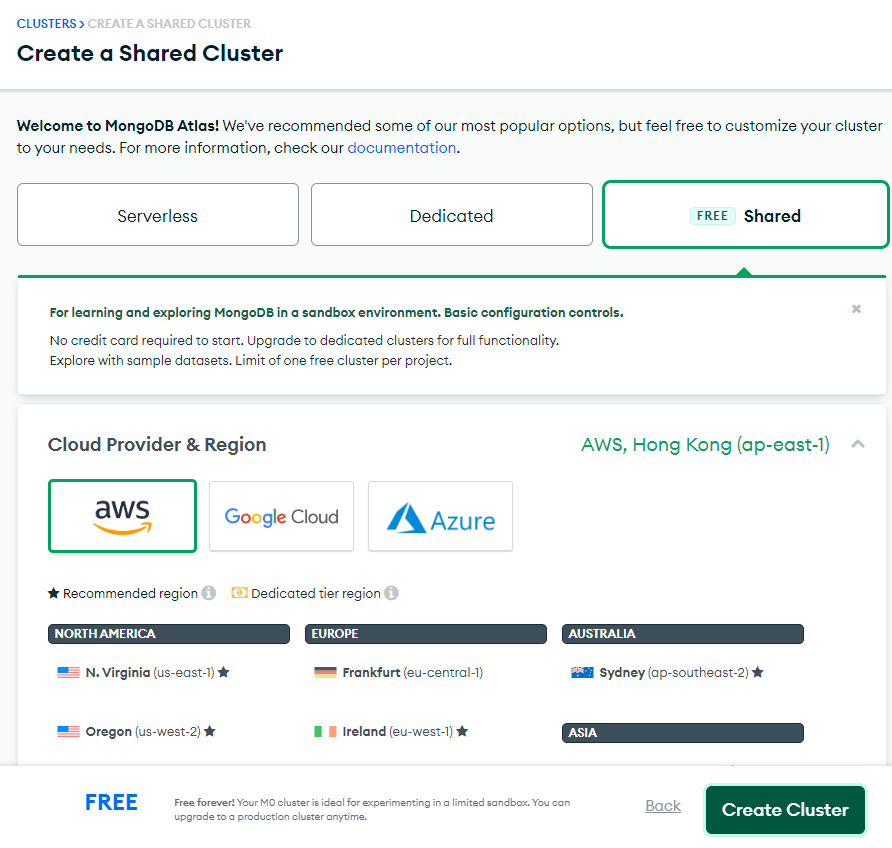 CLUSTERS > CREATE A SHARED CLUSTER
Create a Shared Cluster
Welcome to MongoDB Atlas! We've recommended some of our most popular options, but feel free to customize your cluster
to your needs. For more information, check our documentation.
Serverless
Dedicated
FREE Shared
For learning and exploring MongoDB in a sandbox environment. Basic configuration controls.
No credit card required to start. Upgrade to dedicated clusters for full functionality.
Explore with sample datasets. Limit of one free cluster per project.
Cloud Provider & Region
AWS, Hong Kong (ap-east-1)
aws
Google Cloud
Azure
Recommended region
Dedicated tier region
NORTH AMERICA
EUROPE
AUSTRALIA
N. Virginia (us-east-1)
Frankfurt (eu-central-1)
Sydney (ap-southeast-2)
Oregon (us-west-2)
Ireland (eu-west-1)
ASIA
FREE
Free forever! Your M0 cluster is ideal for experimenting in a limited sandbox. You can
upgrade to a production cluster anytime.
Back
Create Cluster